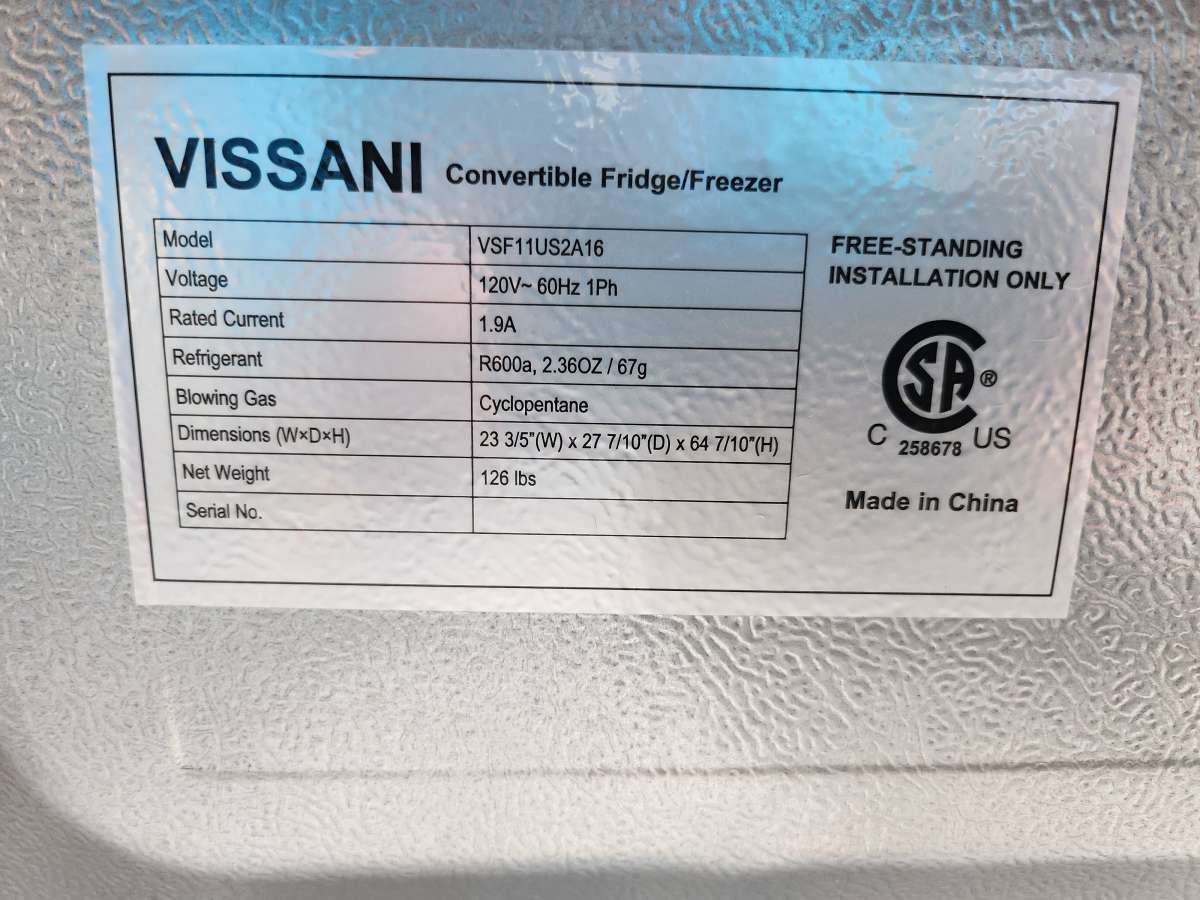 VISSANI Convertible Fridge/Freezer
Model VSF11US2A16
Voltage 120V~ 60Hz 1Ph
Rated Current 1.9A
Refrigerant R600a, 2.36OZ / 67g
Blowing Gas Cyclopentane
Dimensions (W×D×H) 23 3/5"(W) x 27 7/10"(D) x 64 7/10"(H)
Net Weight 126 lbs
Serial No.
FREE-STANDING
INSTALLATION ONLY
SA ®
C 258678 US
Made in China